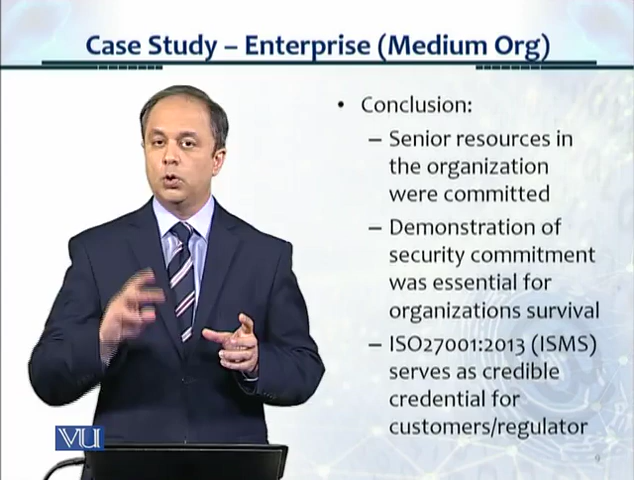 Case Study – Enterprise (Medium Org)
• Conclusion:
– Senior resources in
the organization
were committed
– Demonstration of
security commitment
was essential for
organizations survival
– ISO27001:2013 (ISMS)
serves as credible
credential for
customers/regulator
VU
9